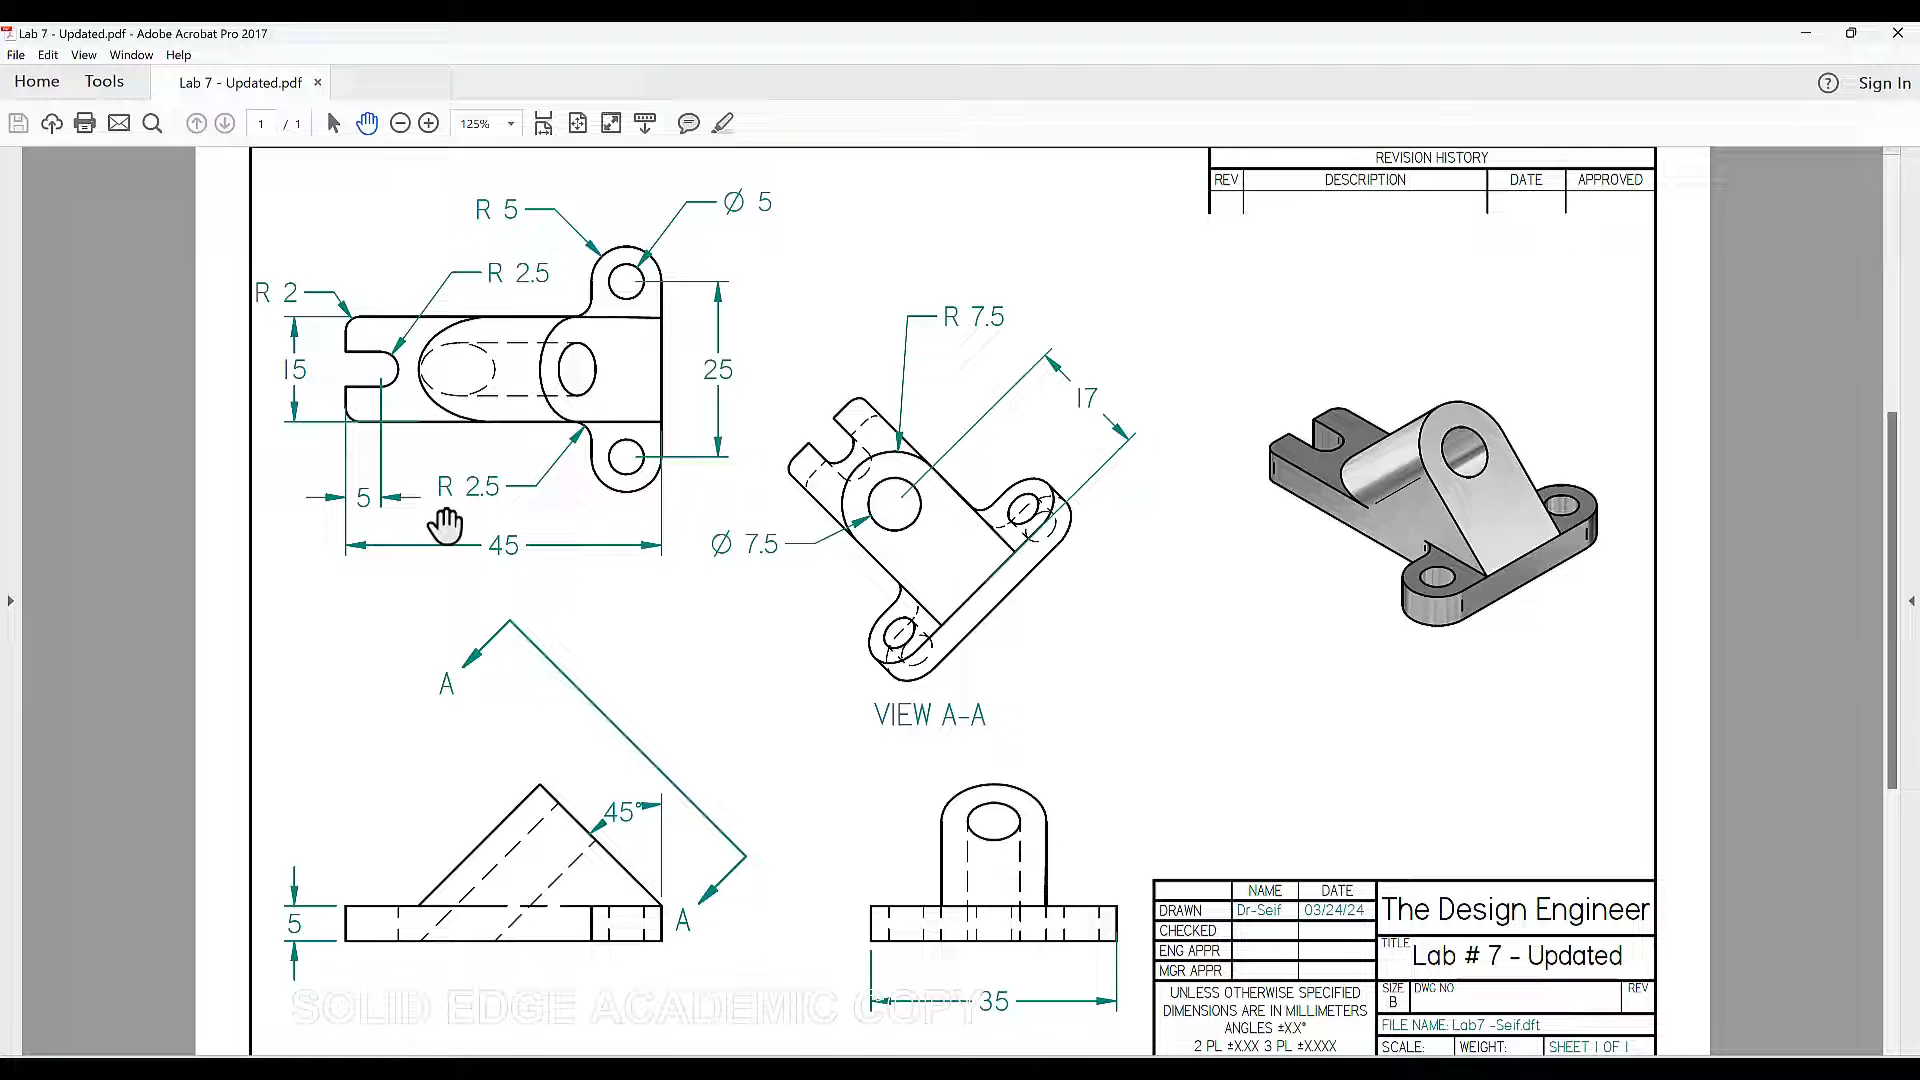 Lab 7 - Updated.pdf - Adobe Acrobat Pro 2017
File Edit View Window Help
Home Tools Lab 7 - Updated.pdf × Sign In
1 / 1 125%
REVISION HISTORY
REV DESCRIPTION DATE APPROVED
R 5
Ø 5
R 2.5
R 2
15
25
R 2.5
5
45
R 7.5
17
Ø 7.5
VIEW A-A
A
A
45°
5
35
SOLID EDGE ACADEMIC COPY
NAME DATE
DRAWN Dr-Seif 03/24/24
CHECKED
ENG APPR
MGR APPR
The Design Engineer
TITLE
Lab # 7 - Updated
SIZE
B
DWG NO
REV
FILE NAME: Lab7 -Seif.dft
SCALE: WEIGHT: SHEET 1 OF 1
UNLESS OTHERWISE SPECIFIED
DIMENSIONS ARE IN MILLIMETERS
ANGLES ±X.X°
2 PL ±X.XX 3 PL ±X.XXX